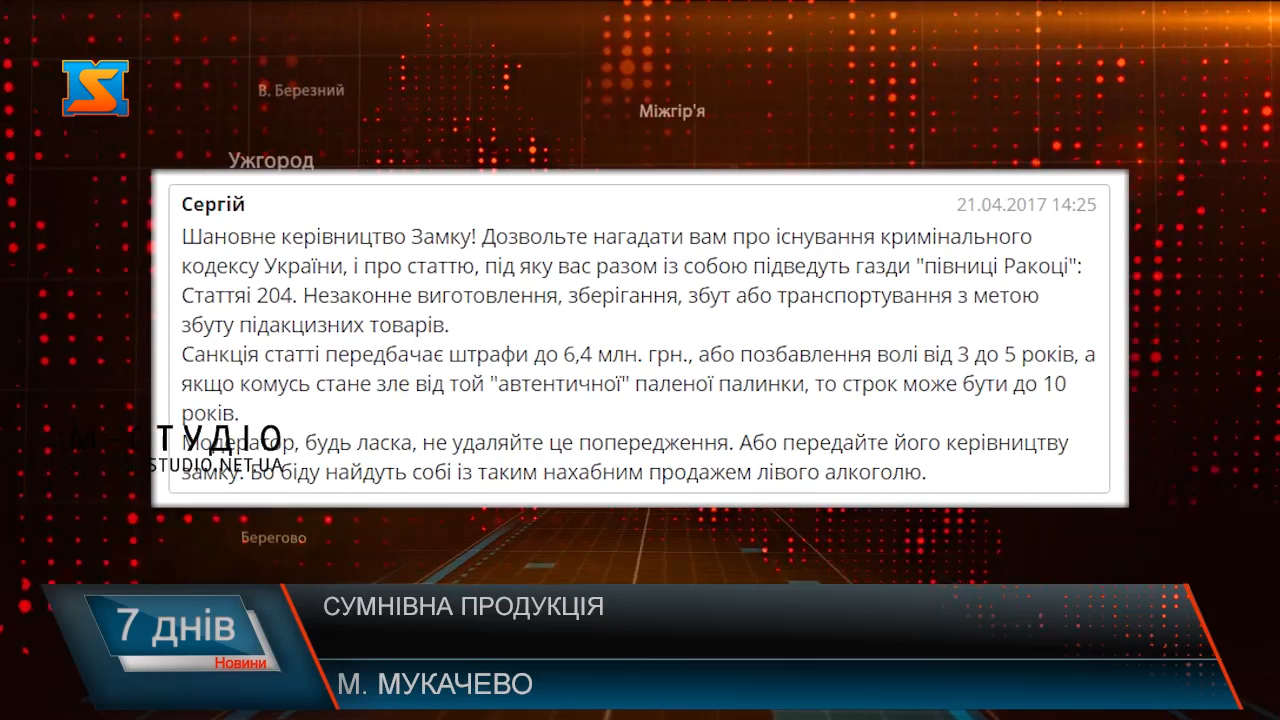 В. Березний
Міжгір'я
Ужгород
Сергій
21.04.2017 14:25
Шановне керівництво Замку! Дозвольте нагадати вам про існування кримінального
кодексу України, і про статтю, під яку вас разом із собою підведуть газди "півниці Ракоці":
Статтяі 204. Незаконне виготовлення, зберігання, збут або транспортування з метою
збуту підакцизних товарів.
Санкція статті передбачає штрафи до 6,4 млн. грн., або позбавлення волі від 3 до 5 років, а
якщо комусь стане зле від той "автентичної" паленої палинки, то строк може бути до 10
років.
М-СТУДІО
Модератор, будь ласка, не удаляйте це попередження. Або передайте його керівництву
STUDIO.NET.UA
замку. Бо біду найдуть собі із таким нахабним продажем лівого алкоголю.
Берегово
7 днів
Новини
СУМНІВНА ПРОДУКЦІЯ
М. МУКАЧЕВО